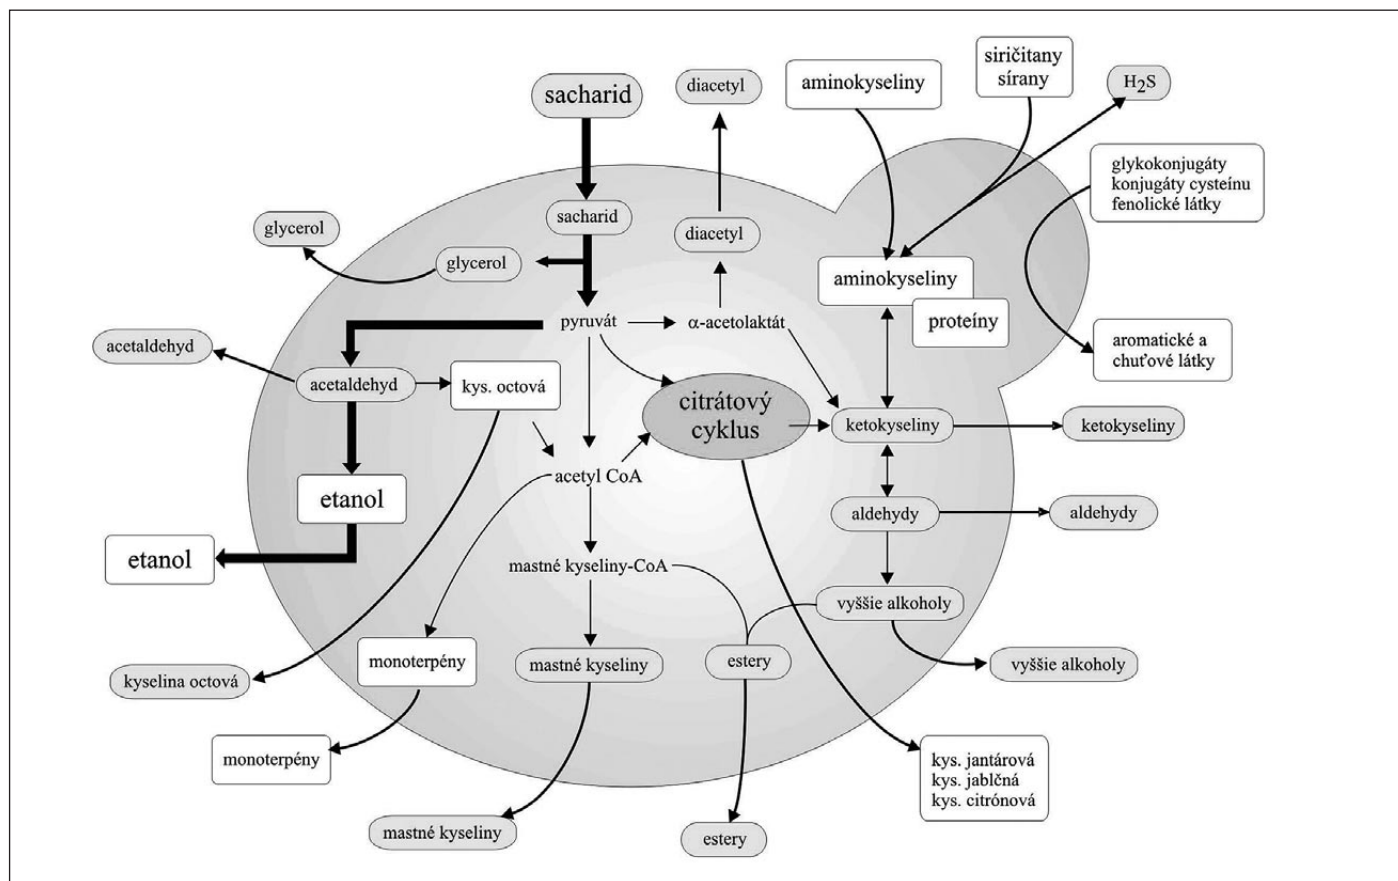 siričitany
sírany
H₂S
aminokyseliny
diacetyl
sacharid
glykokonjugáty
konjugáty cysteínu
fenolické látky
sacharid
glycerol
diacetyl
glycerol
aminokyseliny
proteíny
pyruvát
α-acetolaktát
acetaldehyd
aromatické a
chuťové látky
acetaldehyd
kys. octová
citrátový
cyklus
ketokyseliny
ketokyseliny
acetyl CoA
etanol
aldehydy
aldehydy
etanol
mastné kyseliny-CoA
vyššie alkoholy
monoterpény
mastné kyseliny
estery
vyššie alkoholy
kyselina octová
monoterpény
kys. jantárová
kys. jablčná
kys. citrónová
mastné kyseliny
estery